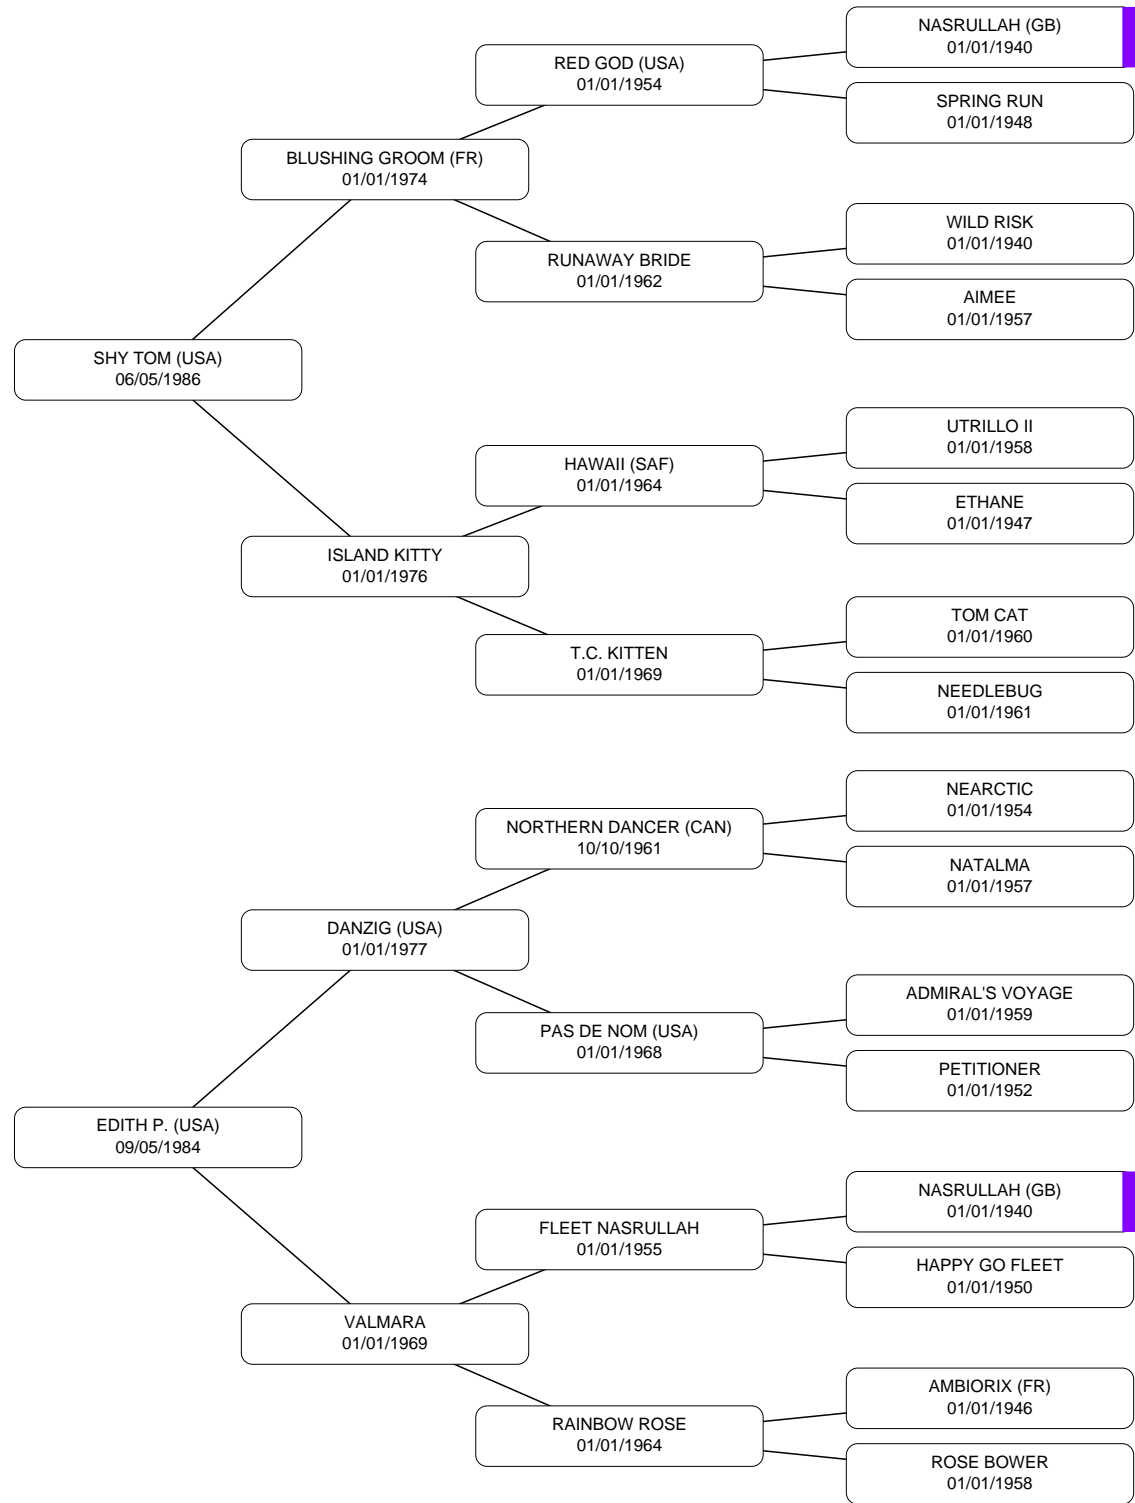 NASRULLAH (GB)
01/01/1940
RED GOD (USA)
01/01/1954
SPRING RUN
01/01/1948
BLUSHING GROOM (FR)
01/01/1974
WILD RISK
01/01/1940
RUNAWAY BRIDE
01/01/1962
AIMEE
01/01/1957
SHY TOM (USA)
06/05/1986
UTRILLO II
01/01/1958
HAWAII (SAF)
01/01/1964
ETHANE
01/01/1947
ISLAND KITTY
01/01/1976
TOM CAT
01/01/1960
T.C. KITTEN
01/01/1969
NEEDLEBUG
01/01/1961
NEARCTIC
01/01/1954
NORTHERN DANCER (CAN)
10/10/1961
NATALMA
01/01/1957
DANZIG (USA)
01/01/1977
ADMIRAL'S VOYAGE
01/01/1959
PAS DE NOM (USA)
01/01/1968
PETITIONER
01/01/1952
EDITH P. (USA)
09/05/1984
NASRULLAH (GB)
01/01/1940
FLEET NASRULLAH
01/01/1955
HAPPY GO FLEET
01/01/1950
VALMARA
01/01/1969
AMBIORIX (FR)
01/01/1946
RAINBOW ROSE
01/01/1964
ROSE BOWER
01/01/1958